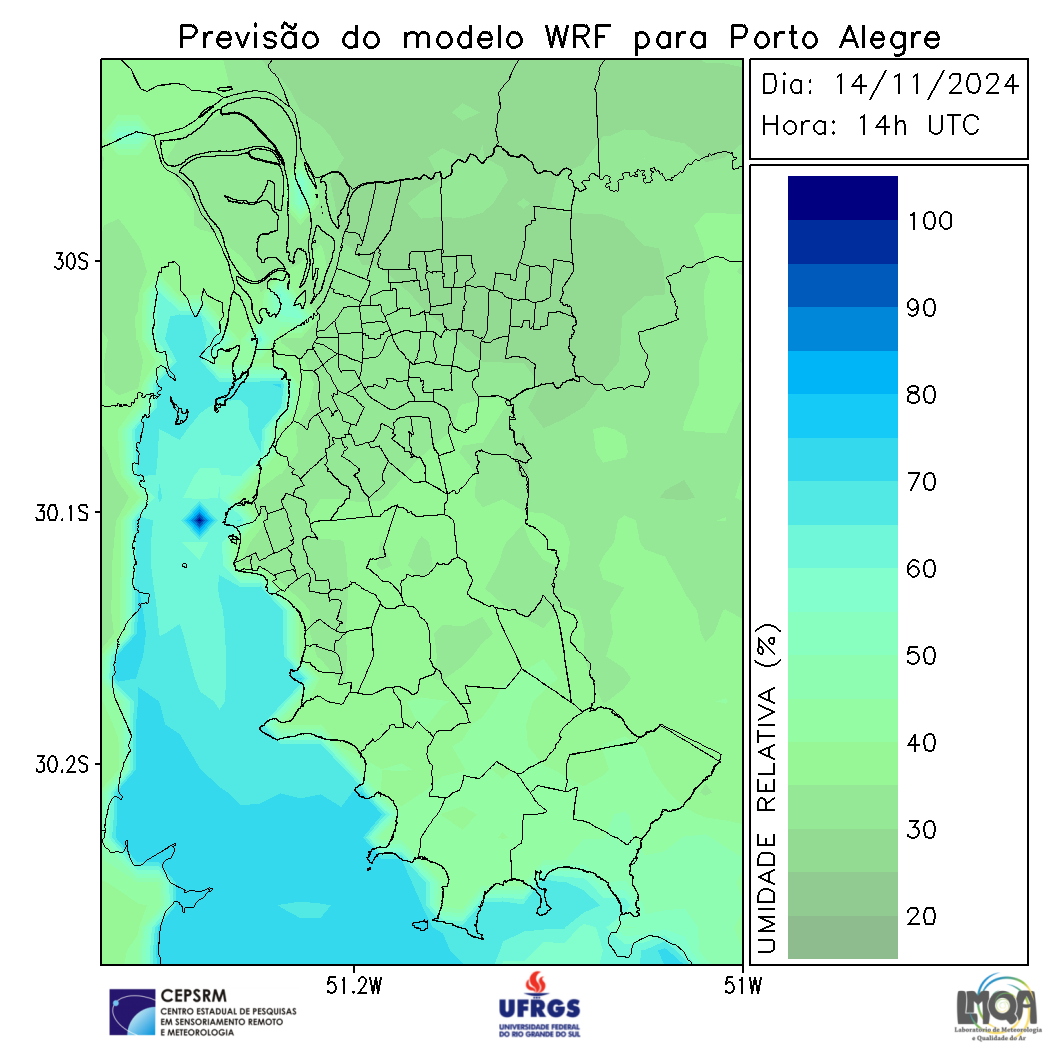 Previsão do modelo WRF para Porto Alegre
Dia: 14/11/2024
Hora: 14h UTC
100
90
80
70
60
50
40
30
20
UMIDADE RELATIVA (%)
30S
30.1S
30.2S
51.2W
51W
CEPSRM
CENTRO ESTADUAL DE PESQUISAS
EM SENSORIAMENTO REMOTO
E METEOROLOGIA
UFRGS
UNIVERSIDADE FEDERAL
DO RIO GRANDE DO SUL
LMQA
Laboratório de Meteorologia
e Qualidade do Ar